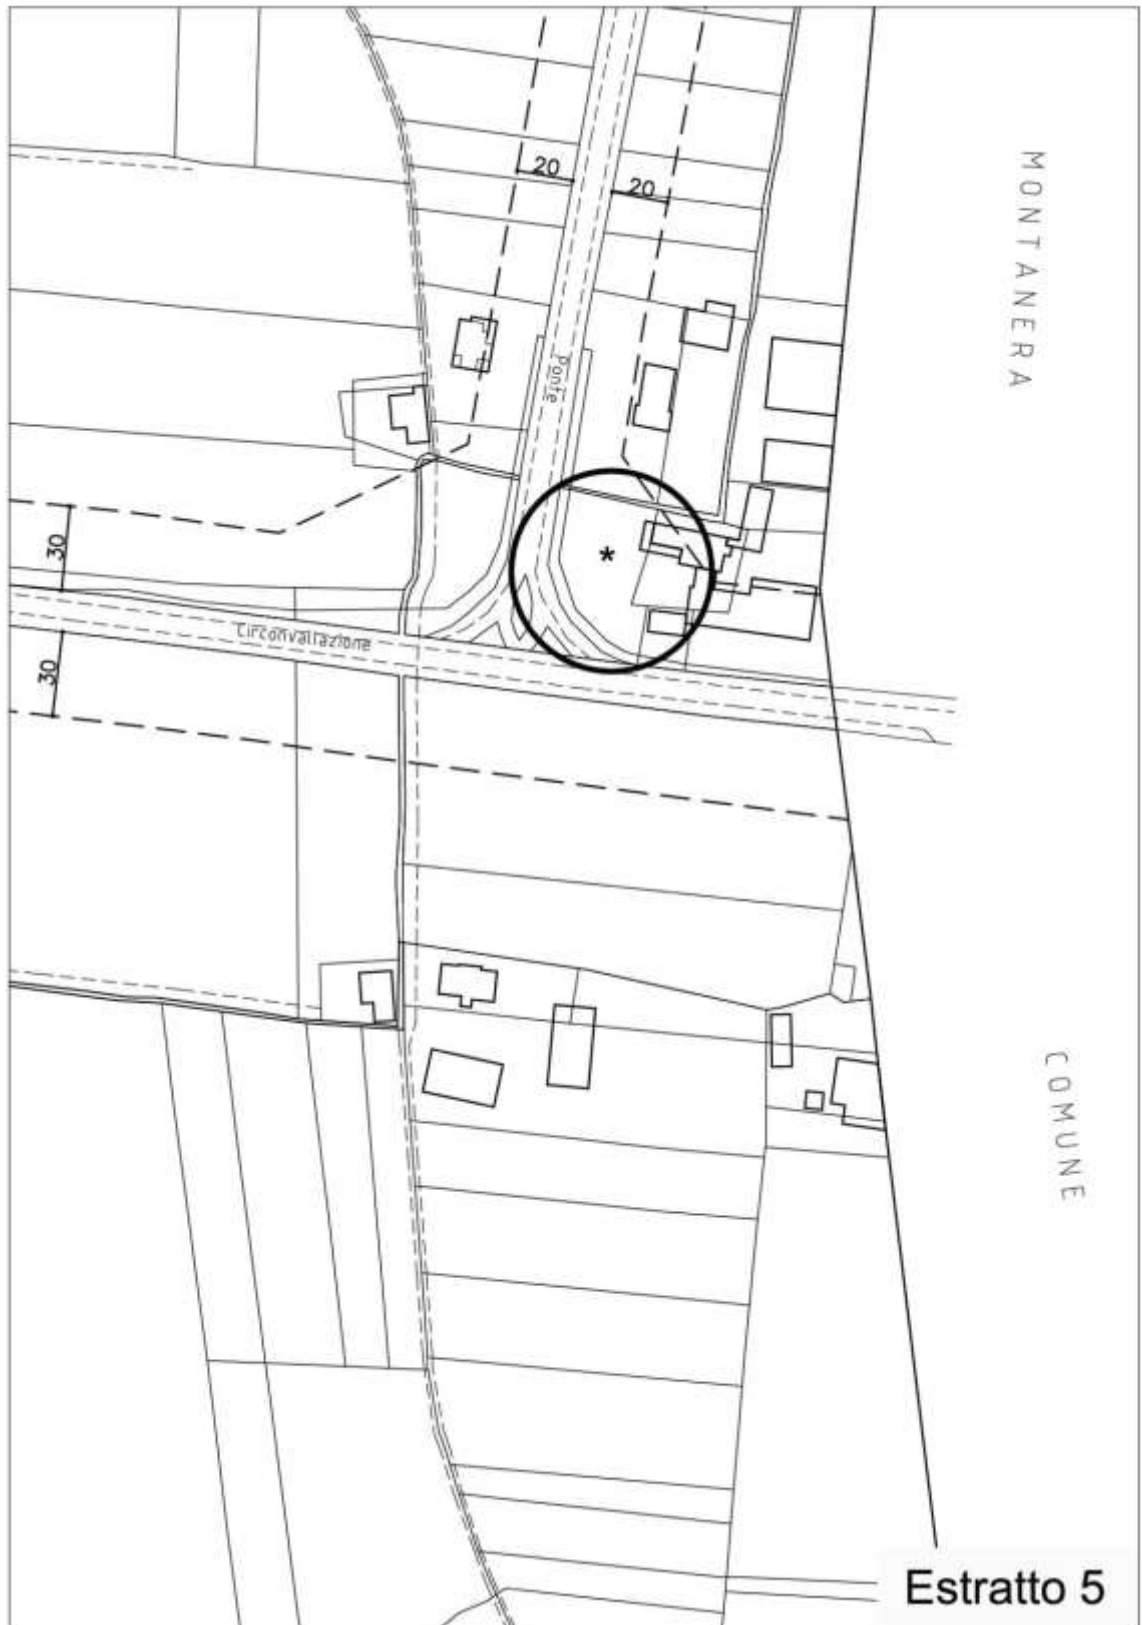 20
20
MONTANERA
Ponte
*
30
Circonvallazione
30
COMUNE
Estratto 5